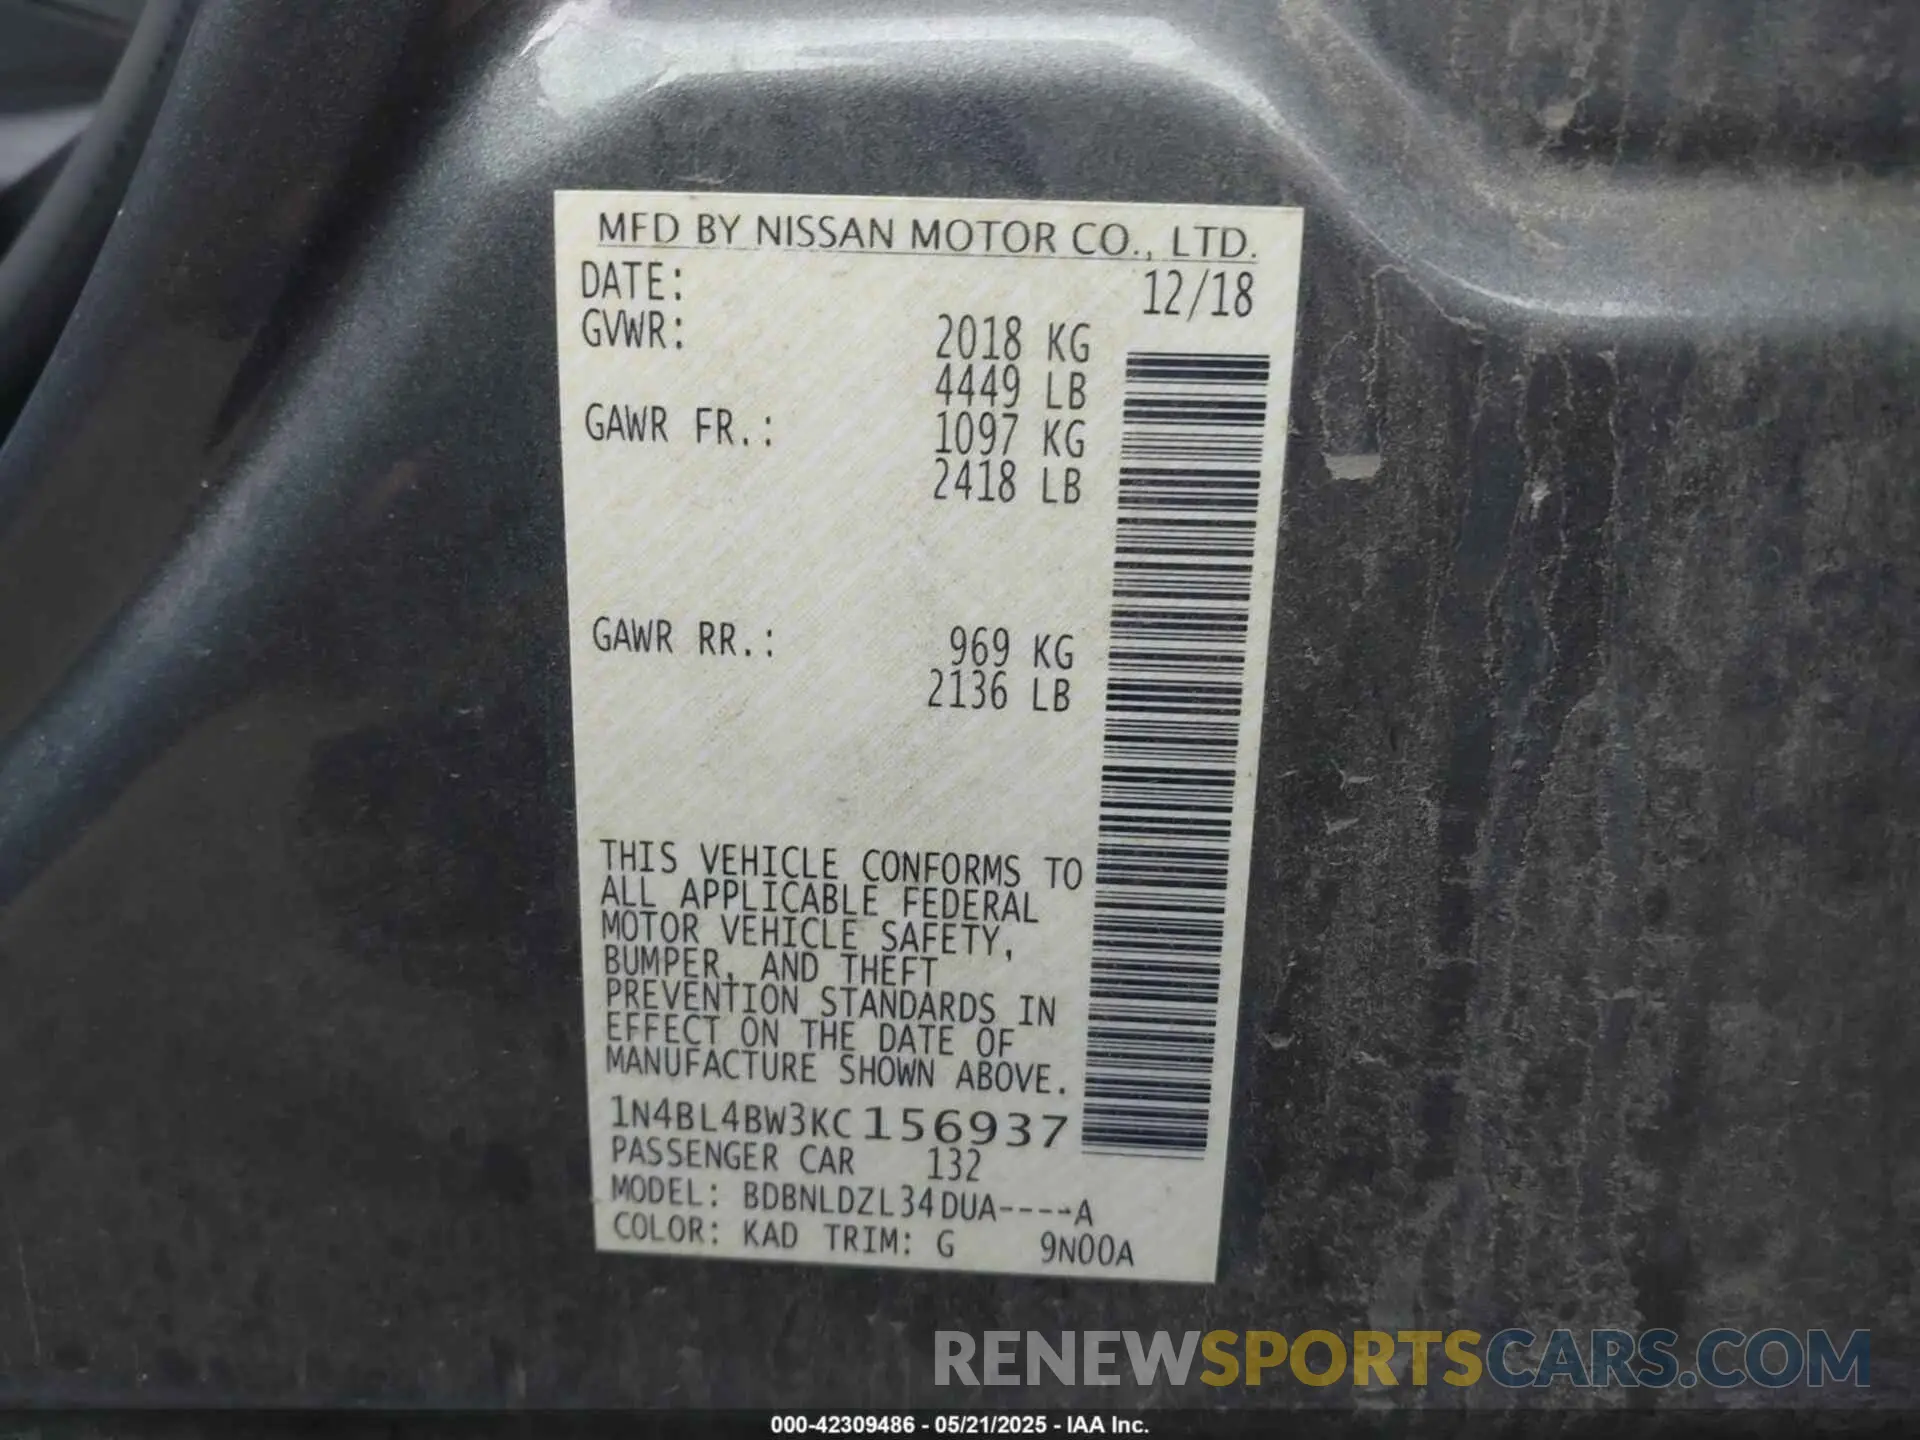 MFD BY NISSAN MOTOR CO., LTD.
DATE: 12/18
GVWR: 2018 KG
4449 LB
GAWR FR.: 1097 KG
2418 LB
GAWR RR.: 969 KG
2136 LB
THIS VEHICLE CONFORMS TO
ALL APPLICABLE FEDERAL
MOTOR VEHICLE SAFETY,
BUMPER, AND THEFT
PREVENTION STANDARDS IN
EFFECT ON THE DATE OF
MANUFACTURE SHOWN ABOVE.
1N4BL4BW3KC156937
PASSENGER CAR 132
MODEL: BDBNLDZL34DUA----A
COLOR: KAD TRIM: G 9N00A
RENEWSPORTSCARS.COM
000-42309486 - 05/21/2025 - IAA Inc.